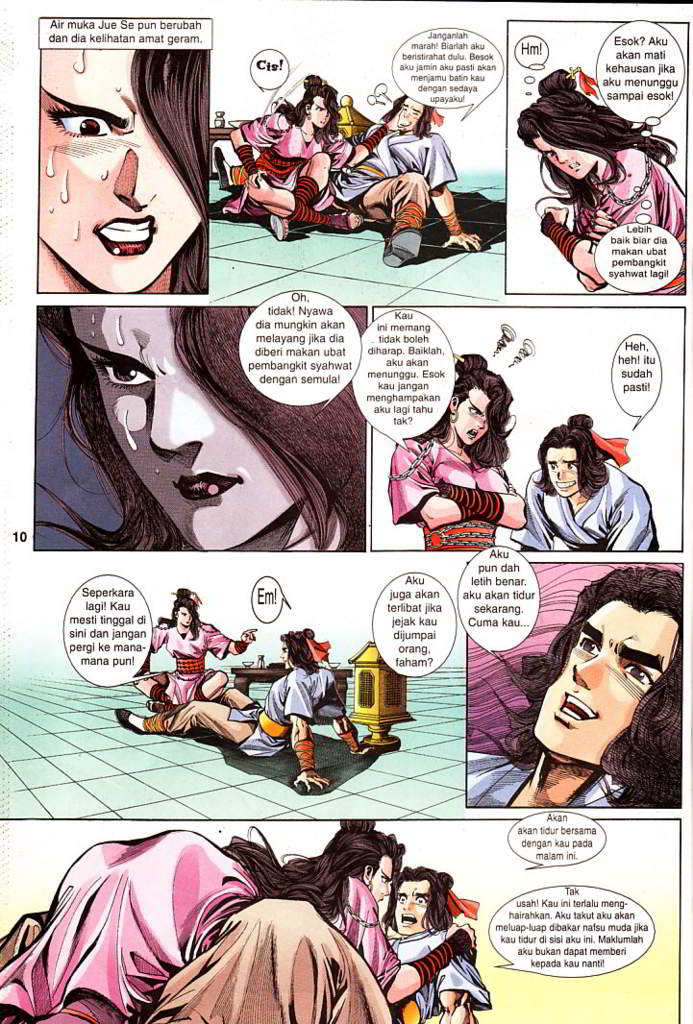 Air muka Jue Se pun berubah
dan dia kelihatan amat geram.
Cis!
Janganlah
marah! Biarlah aku
beristirahat dulu. Besok
aku jamin aku pasti akan
menjamu batin kau
dengan sedaya
upayaku!
Hm!
Esok? Aku
akan mati
kehausan jika
aku menunggu
sampai esok!
Lebih
baik biar dia
makan ubat
pembangkit
syahwat lagi!
Oh,
tidak! Nyawa
dia mungkin akan
melayang jika dia
diberi makan ubat
pembangkit syahwat
dengan semula!
Kau
ini memang
tidak boleh
diharap. Baiklah,
aku akan
menunggu. Esok
kau jangan
menghampakan
aku lagi tahu
tak?
Heh,
heh! itu
sudah
pasti!
10
Seperkara
lagi! Kau
mesti tinggal di
sini dan jangan
pergi ke mana-
mana pun!
Em!
Aku
juga akan
terlibat jika
jejak kau
dijumpai
orang,
faham?
Aku
pun dah
letih benar.
aku akan tidur
sekarang.
Cuma kau...
Akan
akan tidur bersama
dengan kau pada
malam ini.
Tak
usah! Kau ini terlalu meng-
hairahkan. Aku takut aku akan
meluap-luap dibakar nafsu muda jika
kau tidur di sisi aku ini. Maklumlah
aku bukan dapat memberi
kepada kau nanti!